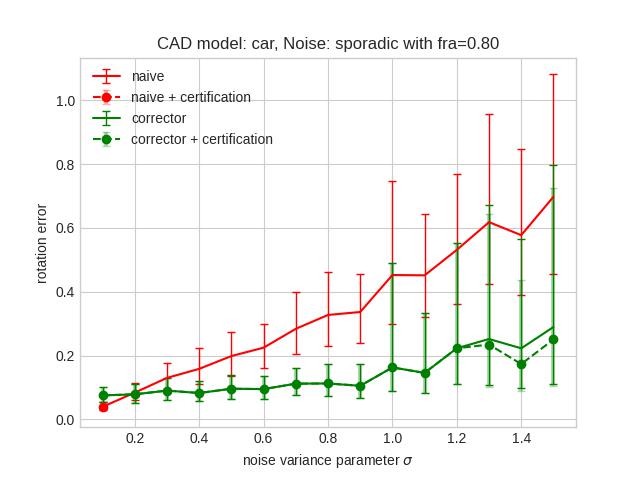 CAD model: car, Noise: sporadic with fra=0.80
naive
naive + certification
corrector
corrector + certification
rotation error
1.0
0.8
0.6
0.4
0.2
0.0
0.2 0.4 0.6 0.8 1.0 1.2 1.4
noise variance parameter σ